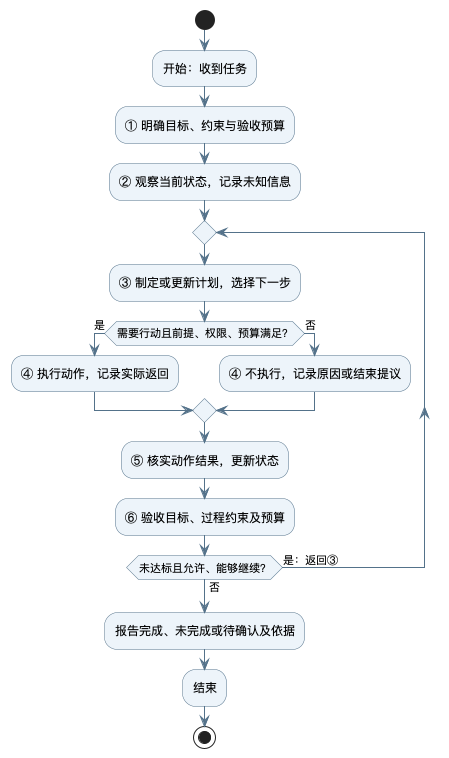 开始：收到任务
① 明确目标、约束与验收预算
② 观察当前状态，记录未知信息
③ 制定或更新计划，选择下一步
是
需要行动且前提、权限、预算满足?
否
④ 执行动作，记录实际返回
④ 不执行，记录原因或结束提议
⑤ 核实动作结果，更新状态
⑥ 验收目标、过程约束及预算
未达标且允许、能够继续?
是：返回③
否
报告完成、未完成或待确认及依据
结束